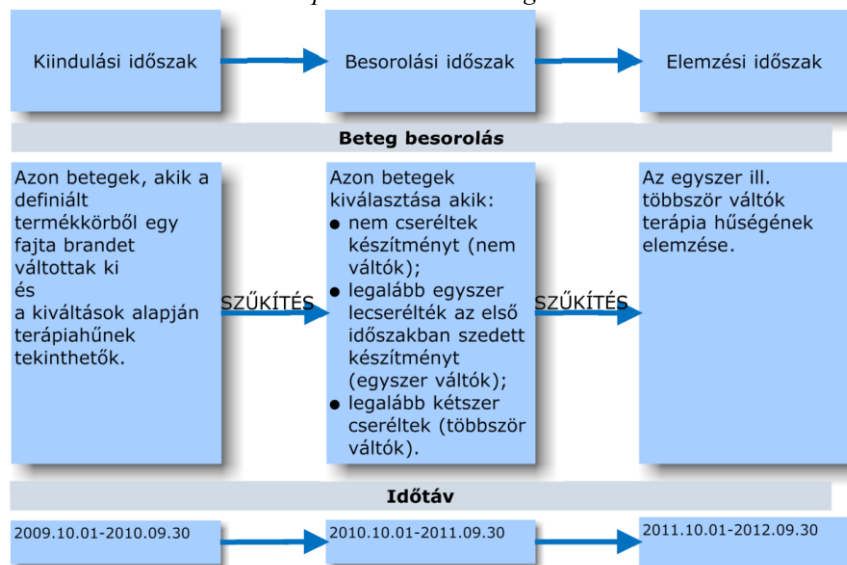 Kiindulási időszak
Besorolási időszak
Elemzési időszak
Beteg besorolás
Azon betegek, akik a
definiált
termékkörből egy
fajta brandet
váltottak ki
és
a kiváltások alapján
terápiahűnek
tekinthetők.
SZŰKÍTÉS
Azon betegek
kiválasztása akik:
● nem cseréltek
készítményt (nem
váltók);
● legalább egyszer
lecserélték az első
időszakban szedett
készítményt
(egyszer váltók);
● legalább kétszer
cseréltek (többször
váltók).
SZŰKÍTÉS
Az egyszer ill.
többször váltók
terápia hűségének
elemzése.
Időtáv
2009.10.01-2010.09.30
2010.10.01-2011.09.30
2011.10.01-2012.09.30